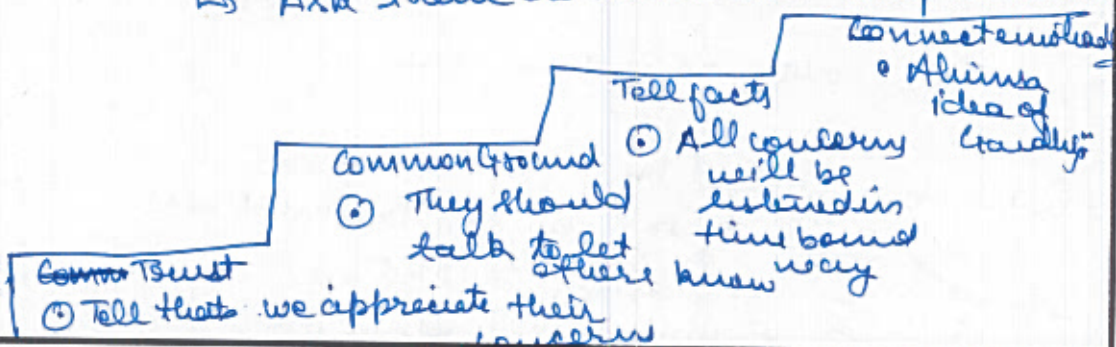 Connect emotionally
• Ahimsa
idea of
Gandhiji
Tell facts
⊙ All concerns
will be
listened in
time bound
way
Common Ground
⊙ They should
talk to let
others know
Trust
⊙ Tell that we appreciate their
concern